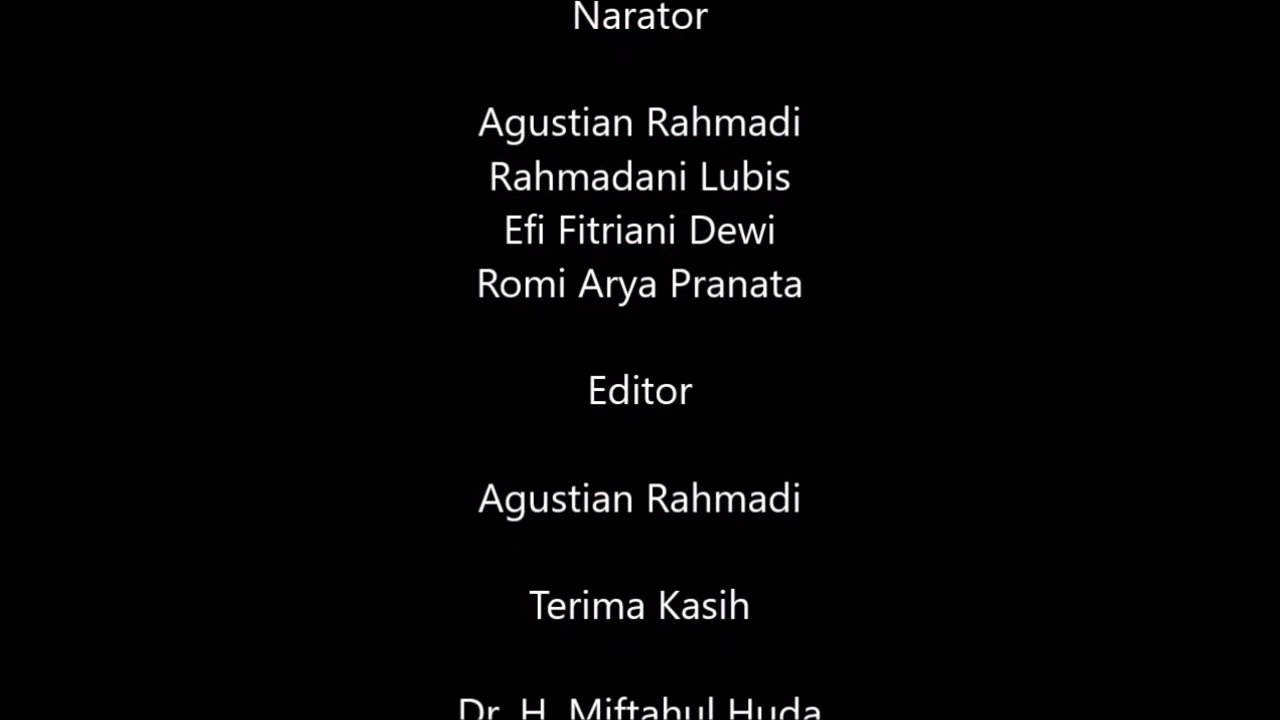 Narator
Agustian Rahmadi
Rahmadani Lubis
Efi Fitriani Dewi
Romi Arya Pranata
Editor
Agustian Rahmadi
Terima Kasih
Dr. H. Miftahul Huda